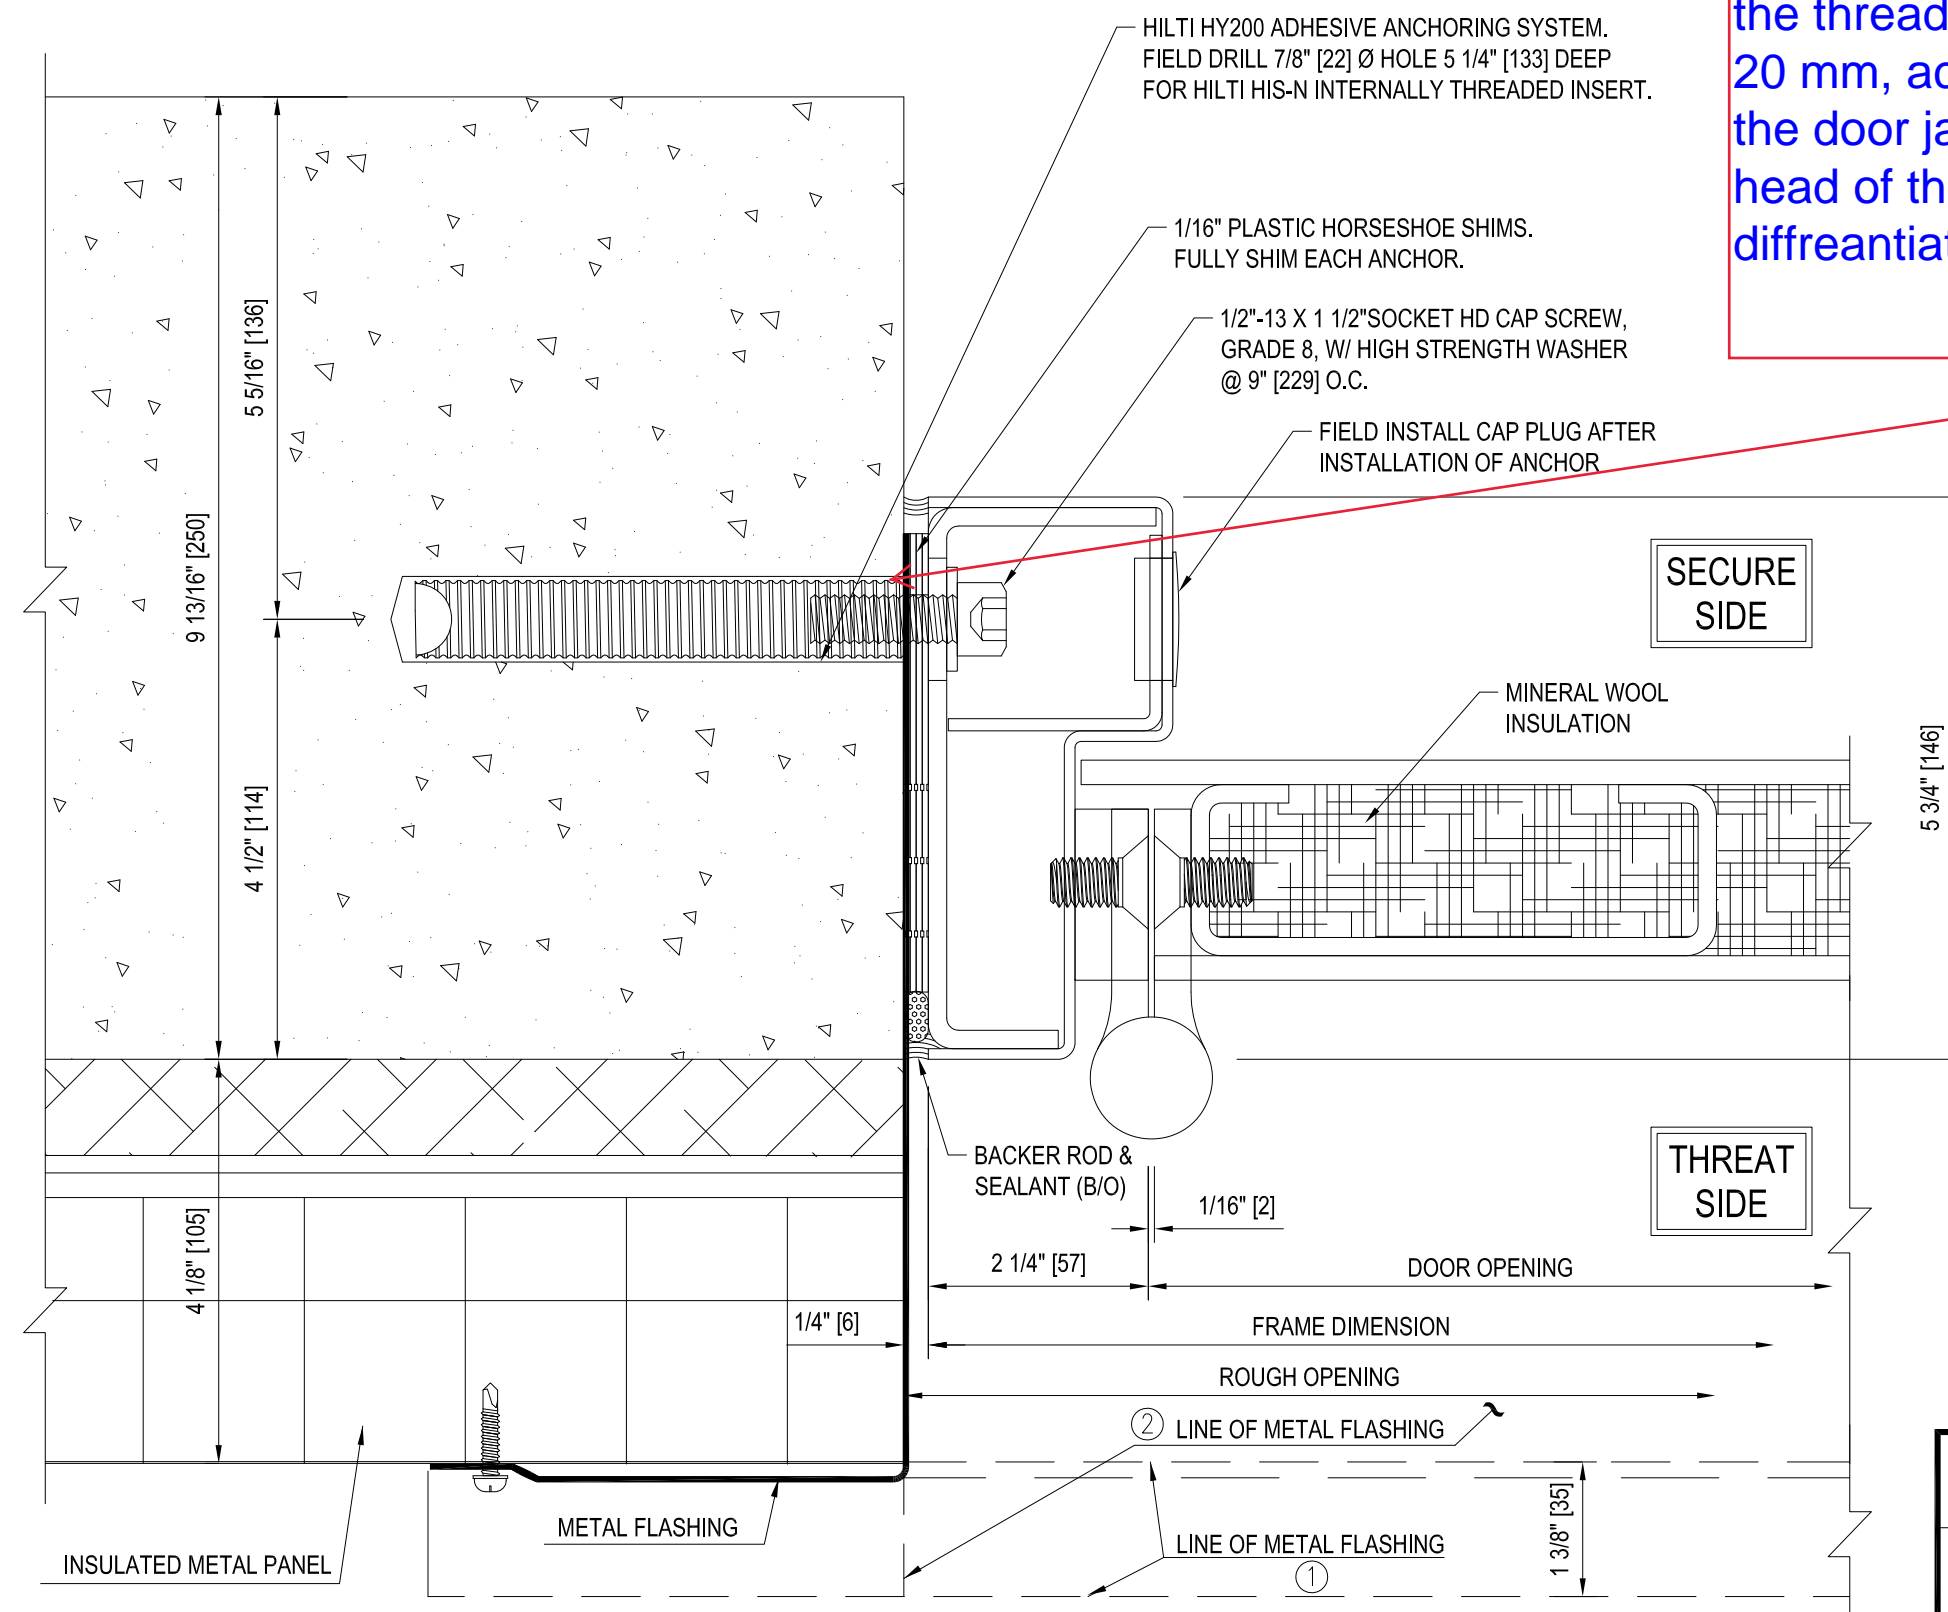 HILTI HY200 ADHESIVE ANCHORING SYSTEM.
FIELD DRILL 7/8" [22] Ø HOLE 5 1/4" [133] DEEP
FOR HILTI HIS-N INTERNALLY THREADED INSERT.
the thread
20 mm, ac
the door ja
head of th
diffreantiat
1/16" PLASTIC HORSESHOE SHIMS.
FULLY SHIM EACH ANCHOR.
1/2"-13 X 1 1/2"SOCKET HD CAP SCREW,
GRADE 8, W/ HIGH STRENGTH WASHER
@ 9" [229] O.C.
FIELD INSTALL CAP PLUG AFTER
INSTALLATION OF ANCHOR
5 5/16" [136]
9 13/16" [250]
4 1/2" [114]
SECURE
SIDE
MINERAL WOOL
INSULATION
5 3/4" [146]
BACKER ROD &
SEALANT (B/O)
THREAT
SIDE
1/16" [2]
2 1/4" [57]
DOOR OPENING
4 1/8" [105]
1/4" [6]
FRAME DIMENSION
ROUGH OPENING
2 LINE OF METAL FLASHING
METAL FLASHING
LINE OF METAL FLASHING
1
1 3/8" [35]
INSULATED METAL PANEL